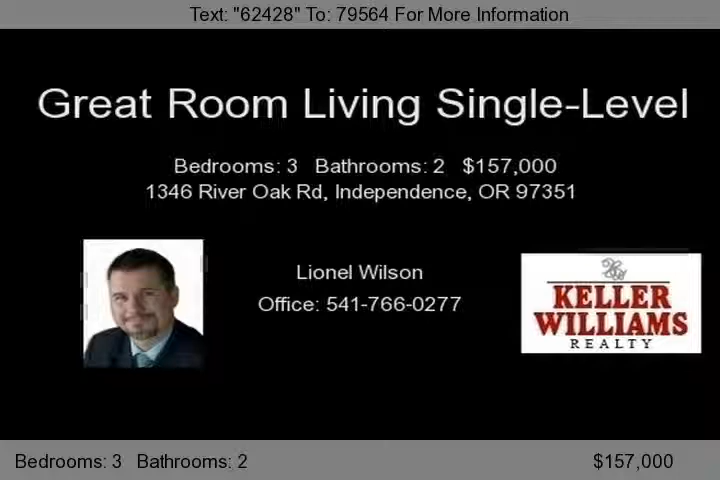 Text: "62428" To: 79564 For More Information
Great Room Living Single-Level
Bedrooms: 3 Bathrooms: 2 $157,000
1346 River Oak Rd, Independence, OR 97351
Lionel Wilson
Office: 541-766-0277
KELLER
WILLIAMS
REALTY
Bedrooms: 3 Bathrooms: 2 $157,000